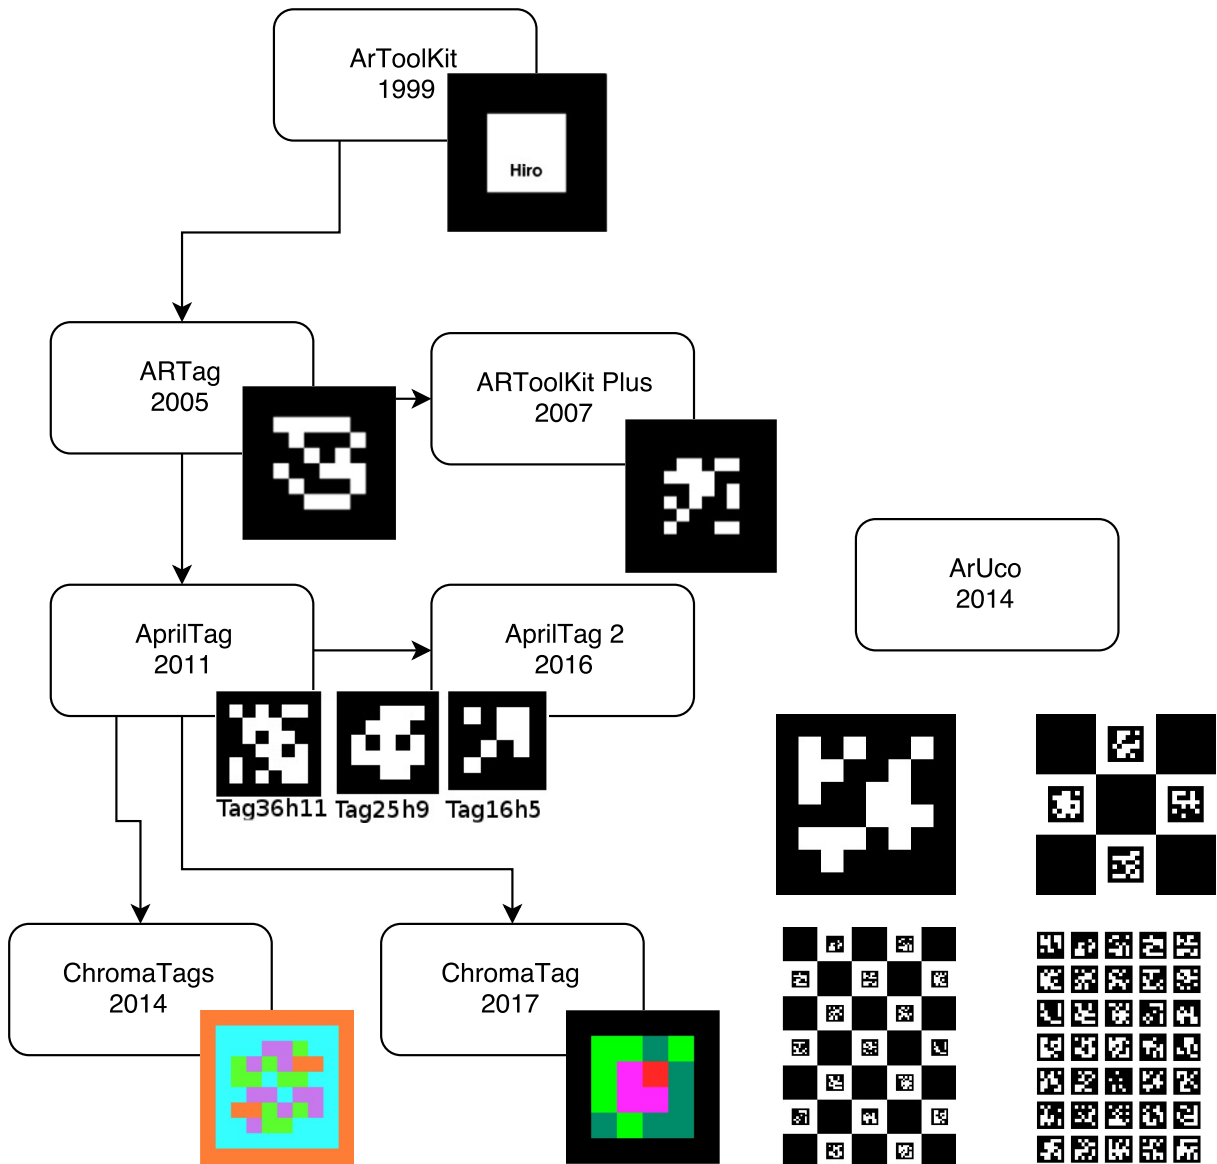 ArToolKit
1999
Hiro
ARTag
2005
ARToolKit Plus
2007
ArUco
2014
AprilTag
2011
AprilTag 2
2016
Tag36h11
Tag25h9
Tag16h5
ChromaTags
2014
ChromaTag
2017